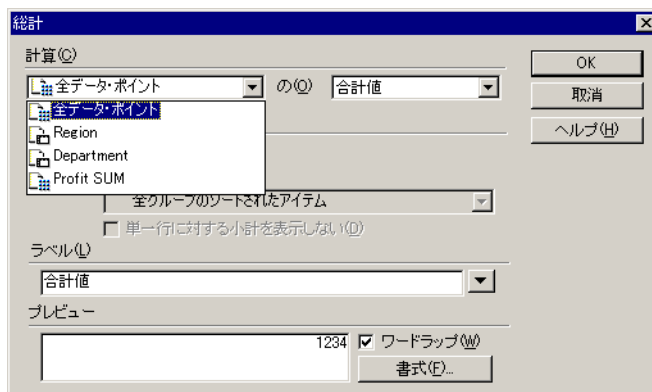 総計
計算(C)
全データ・ポイント の(O) 合計値
全データ・ポイント
Region
Department
Profit SUM
全グループのソートされたアイテム
単一行に対する小計を表示しない(D)
ラベル(L)
合計値
プレビュー
1234
ワードラップ(W)
書式(F)...
OK
取消
ヘルプ(H)